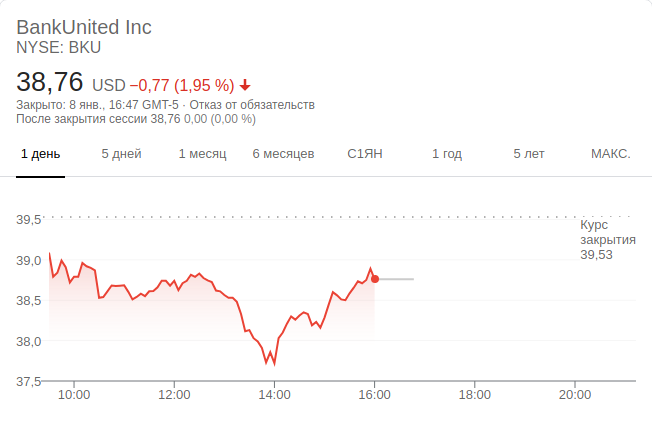 BankUnited Inc
NYSE: BKU
38,76 USD −0,77 (1,95 %)
Закрыто: 8 янв., 16:47 GMT-5 · Отказ от обязательств
После закрытия сессии 38,76 0,00 (0,00 %)
1 день 5 дней 1 месяц 6 месяцев С1ЯН 1 год 5 лет МАКС.
39,5
Курс
закрытия
39,53
39,0
38,5
38,0
37,5
10:00 12:00 14:00 16:00 18:00 20:00